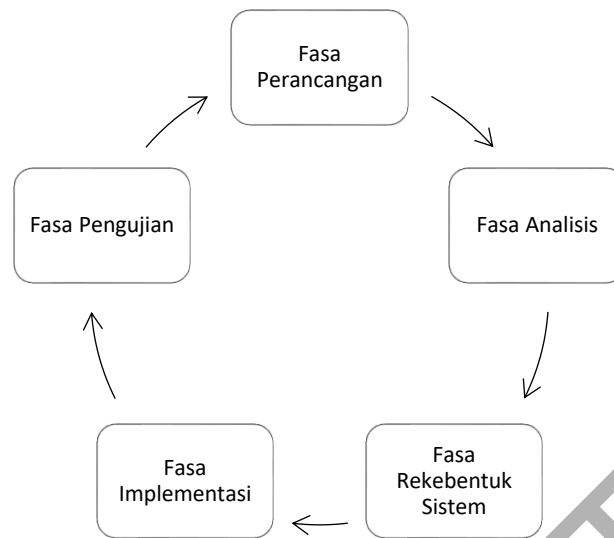 Fasa
Perancangan
Fasa Analisis
Fasa
Rekebentuk
Sistem
Fasa
Implementasi
Fasa Pengujian